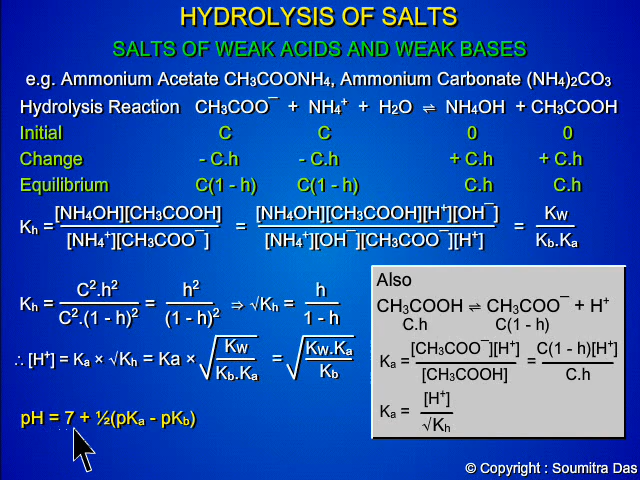 HYDROLYSIS OF SALTS
SALTS OF WEAK ACIDS AND WEAK BASES
e.g. Ammonium Acetate CH₃COONH₄, Ammonium Carbonate (NH₄)₂CO₃
Hydrolysis Reaction CH₃COO⁻ + NH₄⁺ + H₂O ⇌ NH₄OH + CH₃COOH
Initial C C 0 0
Change - C.h - C.h + C.h + C.h
Equilibrium C(1 - h) C(1 - h) C.h C.h
Kₕ = [NH₄OH][CH₃COOH] / [NH₄⁺][CH₃COO⁻] = [NH₄OH][CH₃COOH][H⁺][OH⁻] / [NH₄⁺][OH⁻][CH₃COO⁻][H⁺] = Kw / Kb.Ka
Kₕ = C².h² / C².(1 - h)² = h² / (1 - h)² ⇒ √Kₕ = h / 1 - h
∴ [H⁺] = Ka × √Kₕ = Ka × √(Kw / Kb.Ka) = √(Kw.Ka / Kb)
pH = 7 + ½(pKa - pKb)
Also
CH₃COOH ⇌ CH₃COO⁻ + H⁺
C.h C(1 - h)
Ka = [CH₃COO⁻][H⁺] / [CH₃COOH] = C(1 - h)[H⁺] / C.h
Ka = [H⁺] / √Kₕ
© Copyright : Soumitra Das